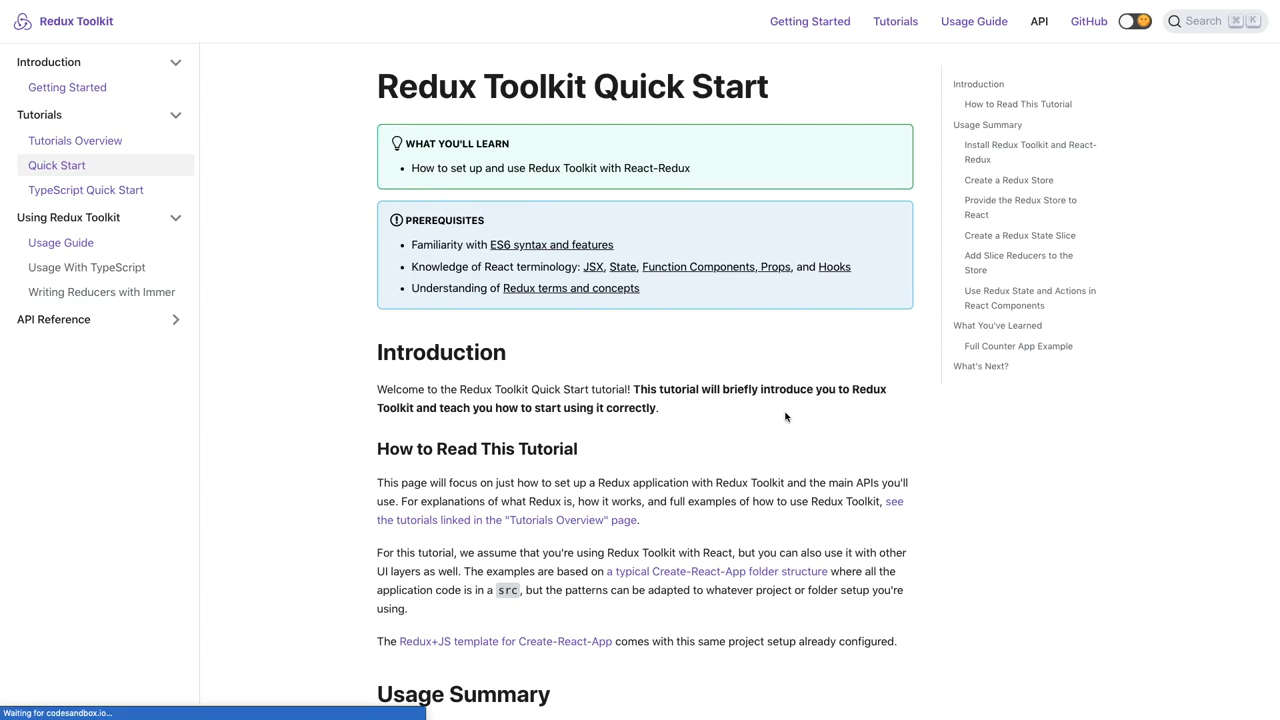 Redux Toolkit
Getting Started
Tutorials
Usage Guide
API
GitHub
Search ⌘ K
Introduction
Getting Started
Tutorials
Tutorials Overview
Quick Start
TypeScript Quick Start
Using Redux Toolkit
Usage Guide
Usage With TypeScript
Writing Reducers with Immer
API Reference
Redux Toolkit Quick Start
WHAT YOU'LL LEARN
• How to set up and use Redux Toolkit with React-Redux
PREREQUISITES
• Familiarity with ES6 syntax and features
• Knowledge of React terminology: JSX, State, Function Components, Props, and Hooks
• Understanding of Redux terms and concepts
Introduction
Welcome to the Redux Toolkit Quick Start tutorial! This tutorial will briefly introduce you to Redux
Toolkit and teach you how to start using it correctly.
How to Read This Tutorial
This page will focus on just how to set up a Redux application with Redux Toolkit and the main APIs you'll
use. For explanations of what Redux is, how it works, and full examples of how to use Redux Toolkit, see
the tutorials linked in the "Tutorials Overview" page.
For this tutorial, we assume that you're using Redux Toolkit with React, but you can also use it with other
UI layers as well. The examples are based on a typical Create-React-App folder structure where all the
application code is in a src, but the patterns can be adapted to whatever project or folder setup you're
using.
The Redux+JS template for Create-React-App comes with this same project setup already configured.
Usage Summary
Introduction
How to Read This Tutorial
Usage Summary
Install Redux Toolkit and React-
Redux
Create a Redux Store
Provide the Redux Store to
React
Create a Redux State Slice
Add Slice Reducers to the
Store
Use Redux State and Actions in
React Components
What You've Learned
Full Counter App Example
What's Next?
Waiting for codesandbox.io...